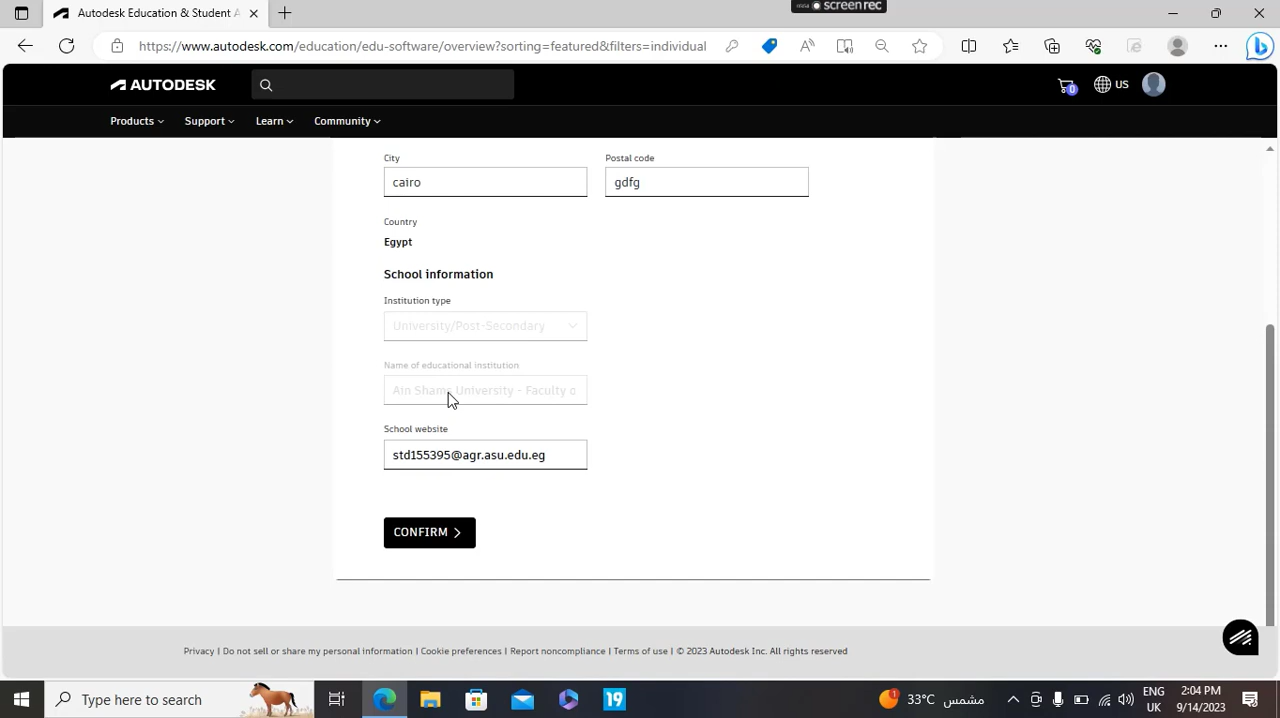 Autodesk Education & Student A
screenrec
https://www.autodesk.com/education/edu-software/overview?sorting=featured&filters=individual
AUTODESK
0
US
Products
Support
Learn
Community
City
Postal code
cairo
gdfg
Country
Egypt
School information
Institution type
University/Post-Secondary
Name of educational institution
Ain Shams University - Faculty o
School website
std155395@agr.asu.edu.eg
CONFIRM
Privacy | Do not sell or share my personal information | Cookie preferences | Report noncompliance | Terms of use | © 2023 Autodesk Inc. All rights reserved
Type here to search
19
1
33°C
مشمس
ENG
UK
2:04 PM
9/14/2023